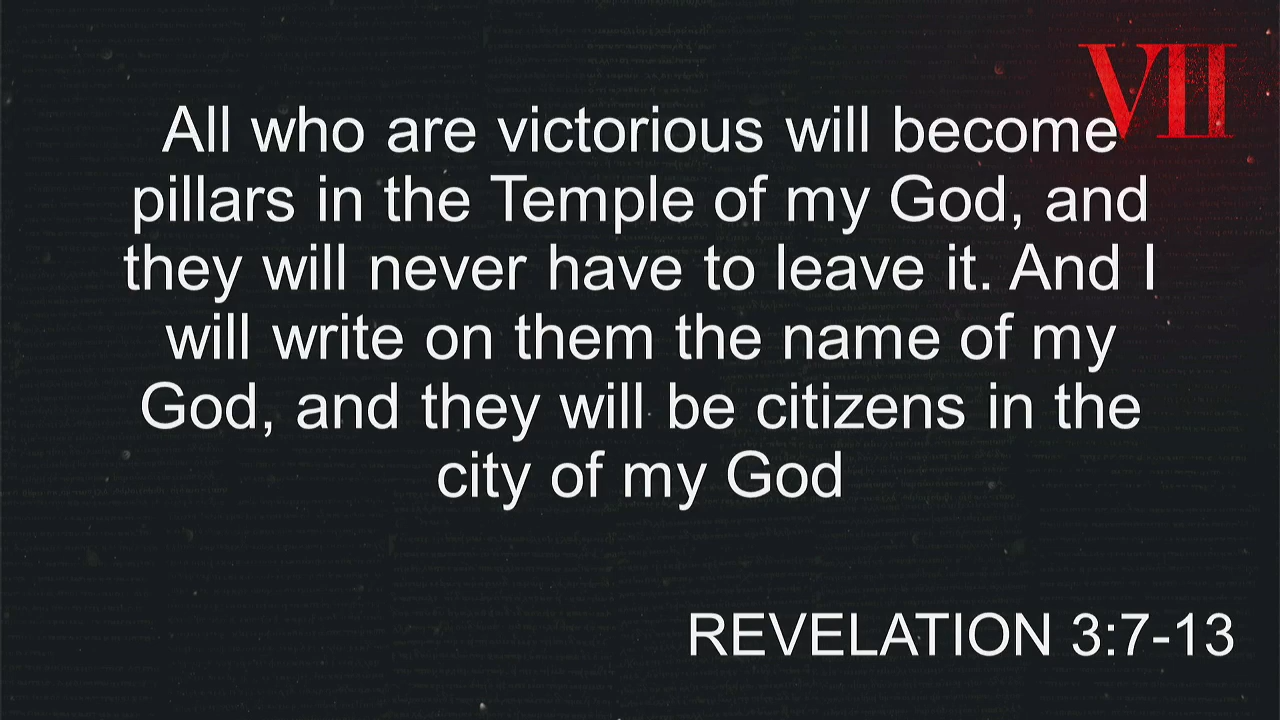 VII
All who are victorious will become
pillars in the Temple of my God, and
they will never have to leave it. And I
will write on them the name of my
God, and they will be citizens in the
city of my God
REVELATION 3:7-13